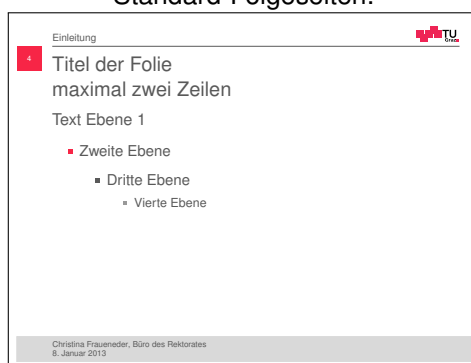 Standard-Folgeseiten:
Einleitung
TU
Graz
4
Titel der Folie
maximal zwei Zeilen
Text Ebene 1
Zweite Ebene
Dritte Ebene
Vierte Ebene
Christina Fraueneder, Büro des Rektorates
8. Januar 2013